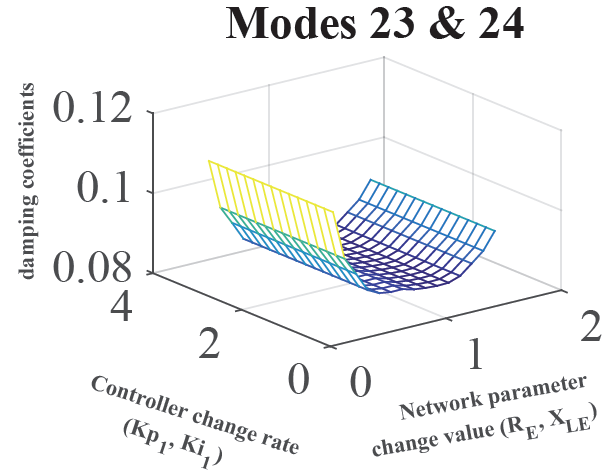 Modes 23 & 24
damping coefficients
0.12
0.1
0.08
4
2
0
0
1
2
Controller change rate
(Kp1, Ki1)
Network parameter
change value (RE, XLE)